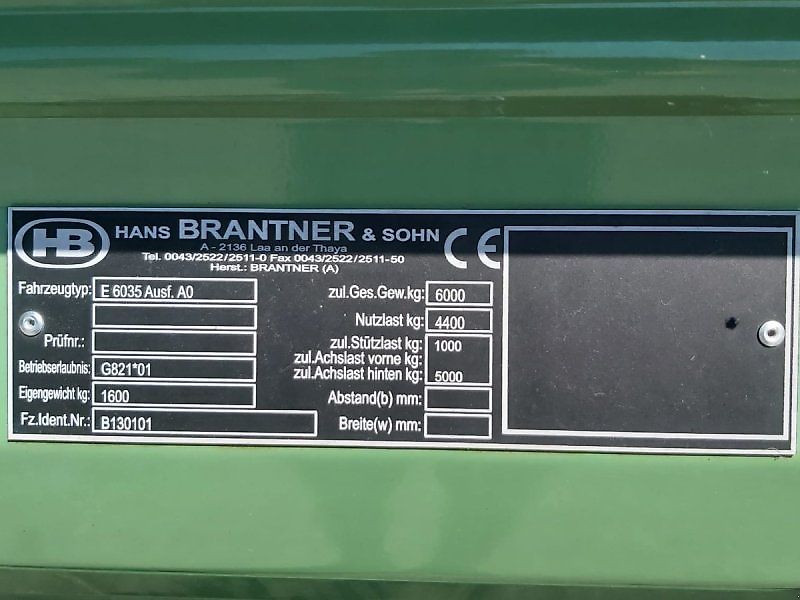 HB HANS BRANTNER & SOHN CE
A - 2136 Laa an der Thaya
Tel. 0043/2522/2511-0 Fax 0043/2522/2511-50
Herst.: BRANTNER (A)
Fahrzeugtyp: E 6035 Ausf. A0
Prüfnr.:
Betriebserlaubnis: G821*01
Eigengewicht kg: 1600
Fz.Ident.Nr.: B130101
zul.Ges.Gew.kg: 6000
Nutzlast kg: 4400
zul.Stützlast kg: 1000
zul.Achslast vorne kg:
zul.Achslast hinten kg: 5000
Abstand(b) mm:
Breite(w) mm: